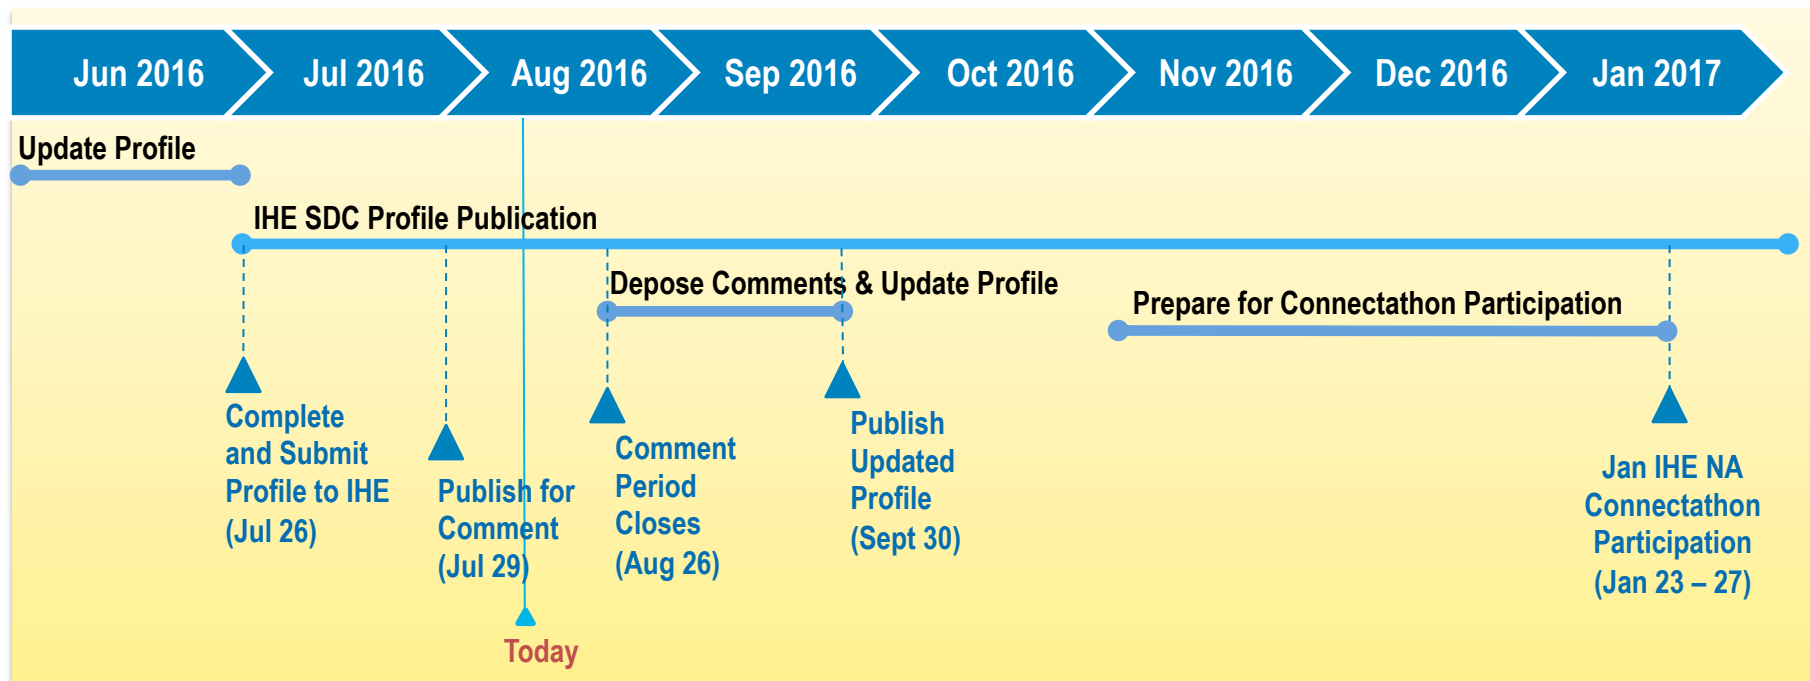 Jun 2016
Jul 2016
Aug 2016
Sep 2016
Oct 2016
Nov 2016
Dec 2016
Jan 2017
Update Profile
IHE SDC Profile Publication
Depose Comments & Update Profile
Prepare for Connectathon Participation
Complete
and Submit
Profile to IHE
(Jul 26)
Publish for
Comment
(Jul 29)
Comment
Period
Closes
(Aug 26)
Publish
Updated
Profile
(Sept 30)
Jan IHE NA
Connectathon
Participation
(Jan 23 – 27)
Today